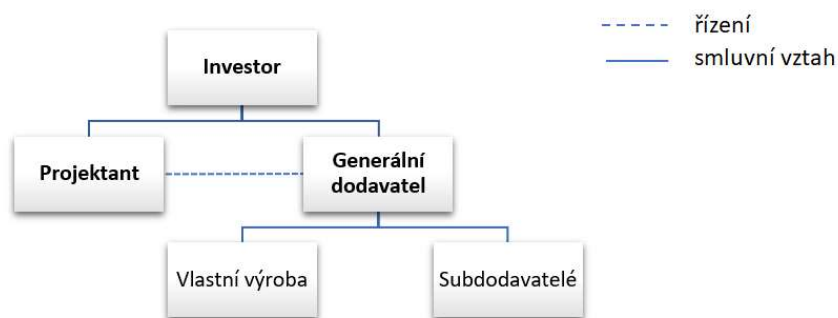 řízení
smluvní vztah
Investor
Projektant
Generální
dodavatel
Vlastní výroba
Subdodavatelé